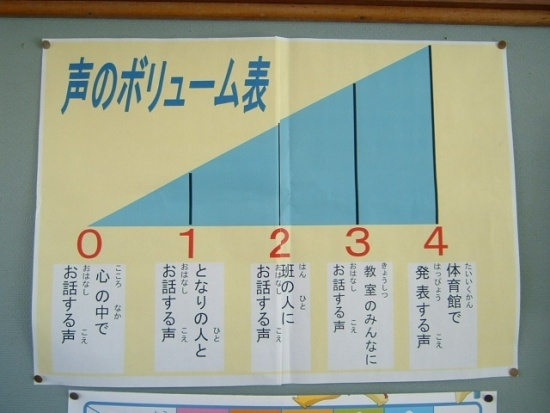 声のボリューム表
0
1
2
3
4
心の中で
こころ なか
お話する声
おはなし こえ
となりの人と
ひと
お話する声
おはなし こえ
班の人に
はん ひと
お話する声
おはなし こえ
教室のみんなに
きょうしつ
お話する声
おはなし こえ
体育館で
たいいくかん
発表する声
はっぴょう こえ